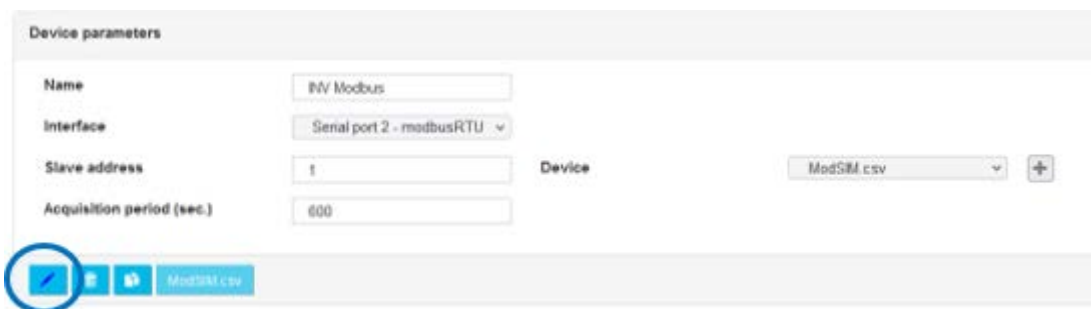 Device parameters
Name INV Modbus
Interface Serial port 2 - modbusRTU
Slave address 1 Device ModSIM.csv
Acquisition period (sec.) 600
ModSIM.csv